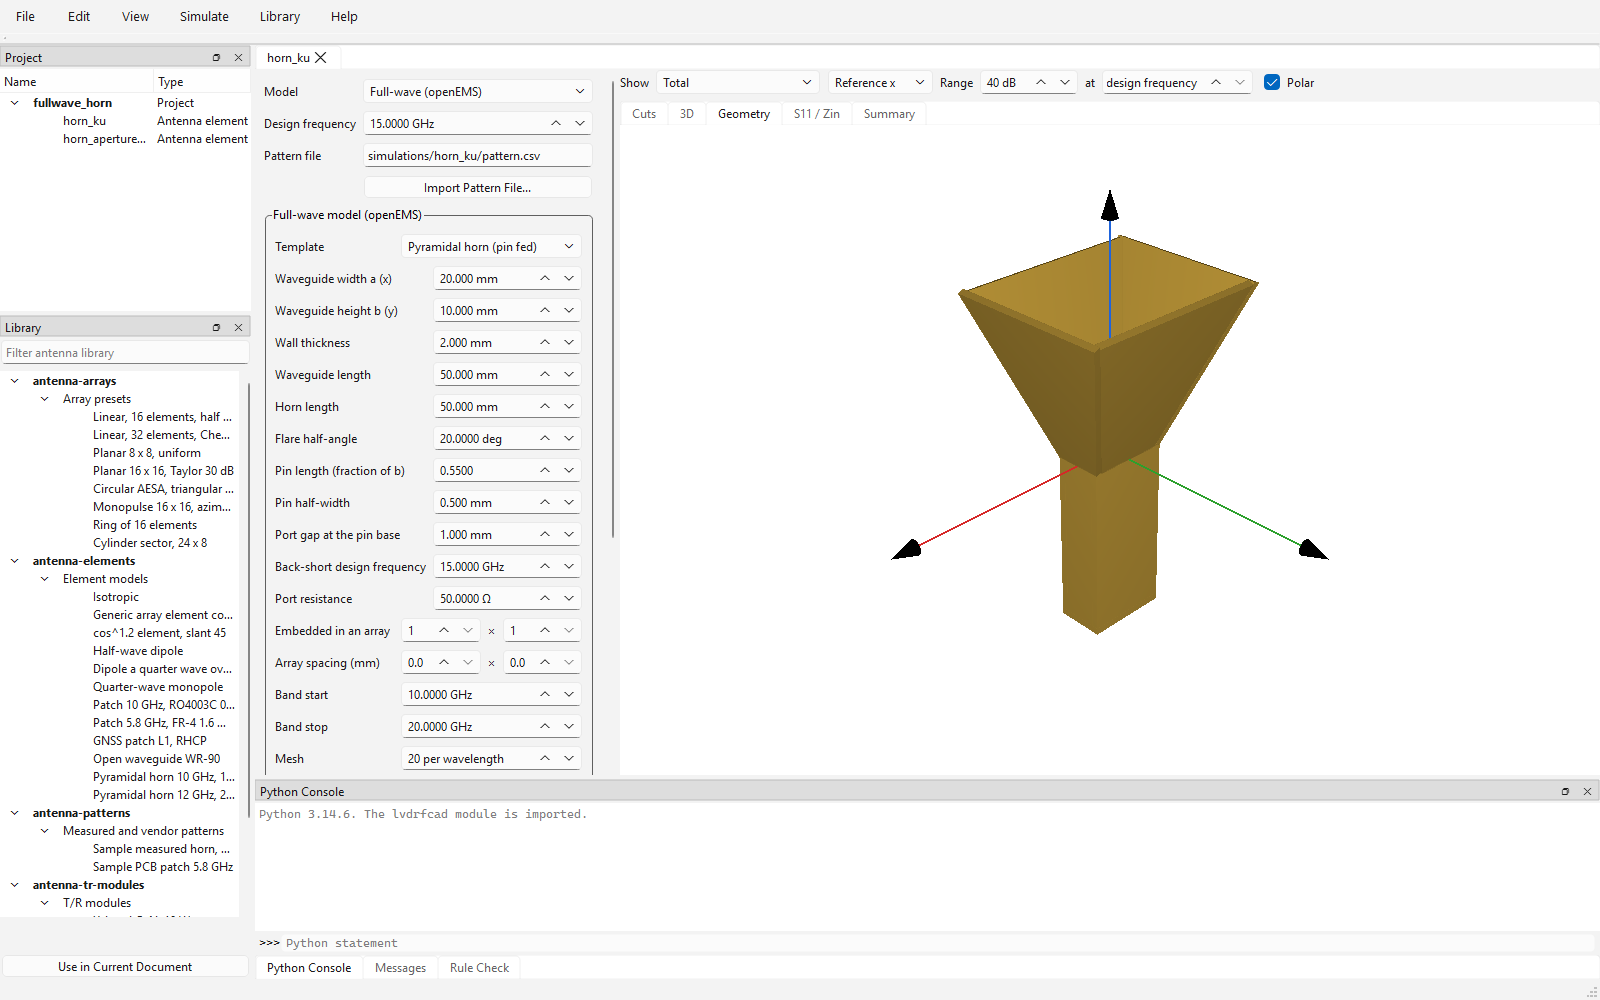 File Edit View Simulate Library Help
Project
Name Type
fullwave_horn Project
horn_ku Antenna element
horn_aperture... Antenna element
Library
Filter antenna library
antenna-arrays
Array presets
Linear, 16 elements, half ...
Linear, 32 elements, Che...
Planar 8 x 8, uniform
Planar 16 x 16, Taylor 30 dB
Circular AESA, triangular ...
Monopulse 16 x 16, azim...
Ring of 16 elements
Cylinder sector, 24 x 8
antenna-elements
Element models
Isotropic
Generic array element co...
cos^1.2 element, slant 45
Half-wave dipole
Dipole a quarter wave ov...
Quarter-wave monopole
Patch 10 GHz, RO4003C 0...
Patch 5.8 GHz, FR-4 1.6 ...
GNSS patch L1, RHCP
Open waveguide WR-90
Pyramidal horn 10 GHz, 1...
Pyramidal horn 12 GHz, 2...
antenna-patterns
Measured and vendor patterns
Sample measured horn, ...
Sample PCB patch 5.8 GHz
antenna-tr-modules
T/R modules
Use in Current Document
horn_ku
Model Full-wave (openEMS)
Design frequency 15.0000 GHz
Pattern file simulations/horn_ku/pattern.csv
Import Pattern File...
Full-wave model (openEMS)
Template Pyramidal horn (pin fed)
Waveguide width a (x) 20.000 mm
Waveguide height b (y) 10.000 mm
Wall thickness 2.000 mm
Waveguide length 50.000 mm
Horn length 50.000 mm
Flare half-angle 20.0000 deg
Pin length (fraction of b) 0.5500
Pin half-width 0.500 mm
Port gap at the pin base 1.000 mm
Back-short design frequency 15.0000 GHz
Port resistance 50.0000 Ω
Embedded in an array 1 × 1
Array spacing (mm) 0.0 × 0.0
Band start 10.0000 GHz
Band stop 20.0000 GHz
Mesh 20 per wavelength
Show Total Reference x Range 40 dB at design frequency Polar
Cuts 3D Geometry S11 / Zin Summary
Python Console
Python 3.14.6. The lvdrfcad module is imported.
>>> Python statement
Python Console Messages Rule Check